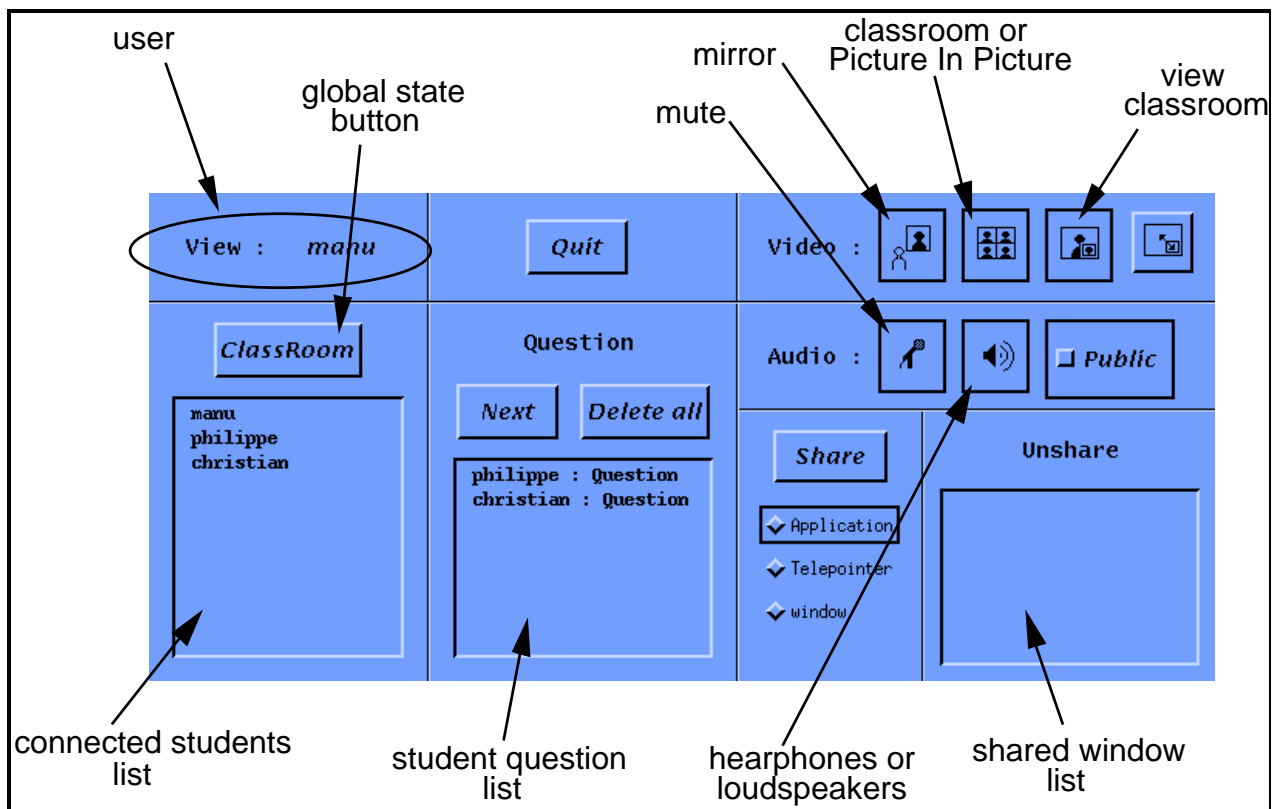 user
global state
button
mirror
mute
classroom or
Picture In Picture
view
classroom
View : manu
Quit
Video :
ClassRoom
manu
philippe
christian
Question
Next
Delete all
philippe : Question
christian : Question
Audio :
Public
Share
Application
Telepointer
window
Unshare
connected students
list
student question
list
hearphones or
loudspeakers
shared window
list